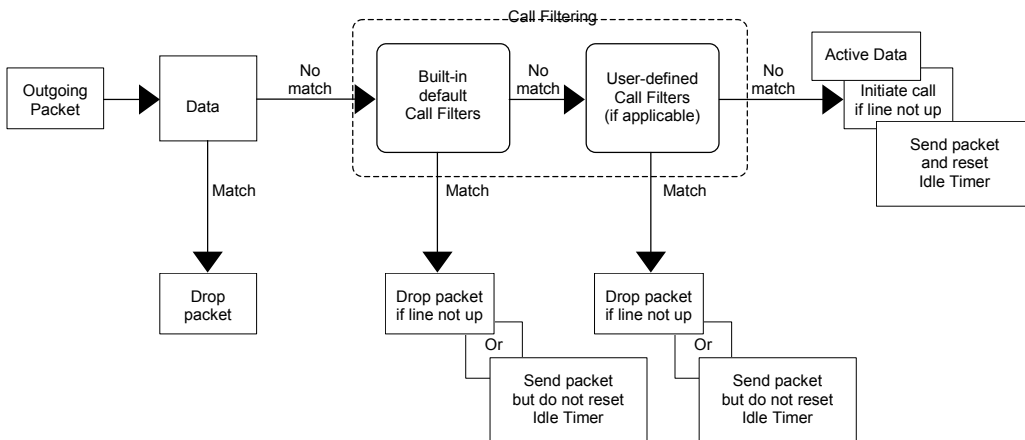 Call Filtering
Outgoing
Packet
Data
No
match
Built-in
default
Call Filters
No
match
User-defined
Call Filters
(if applicable)
No
match
Active Data
Initiate call
if line not up
Send packet
and reset
Idle Timer
Match
Match
Match
Drop
packet
Drop packet
if line not up
Or
Send packet
but do not reset
Idle Timer
Drop packet
if line not up
Or
Send packet
but do not reset
Idle Timer